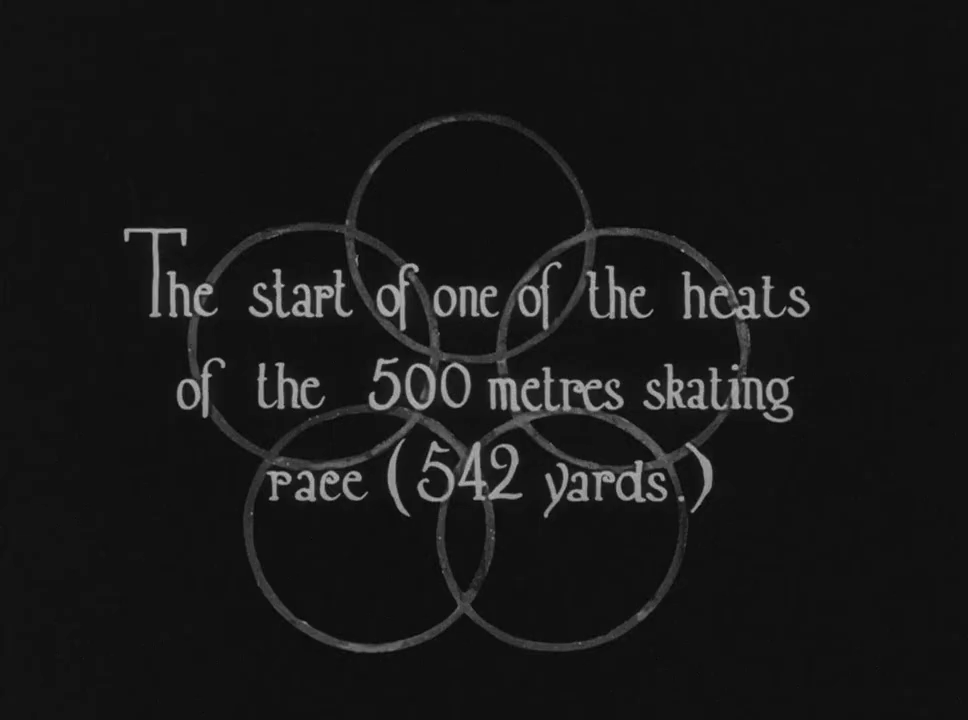 The start of one of the heats
of the 500 metres skating
race (542 yards.)